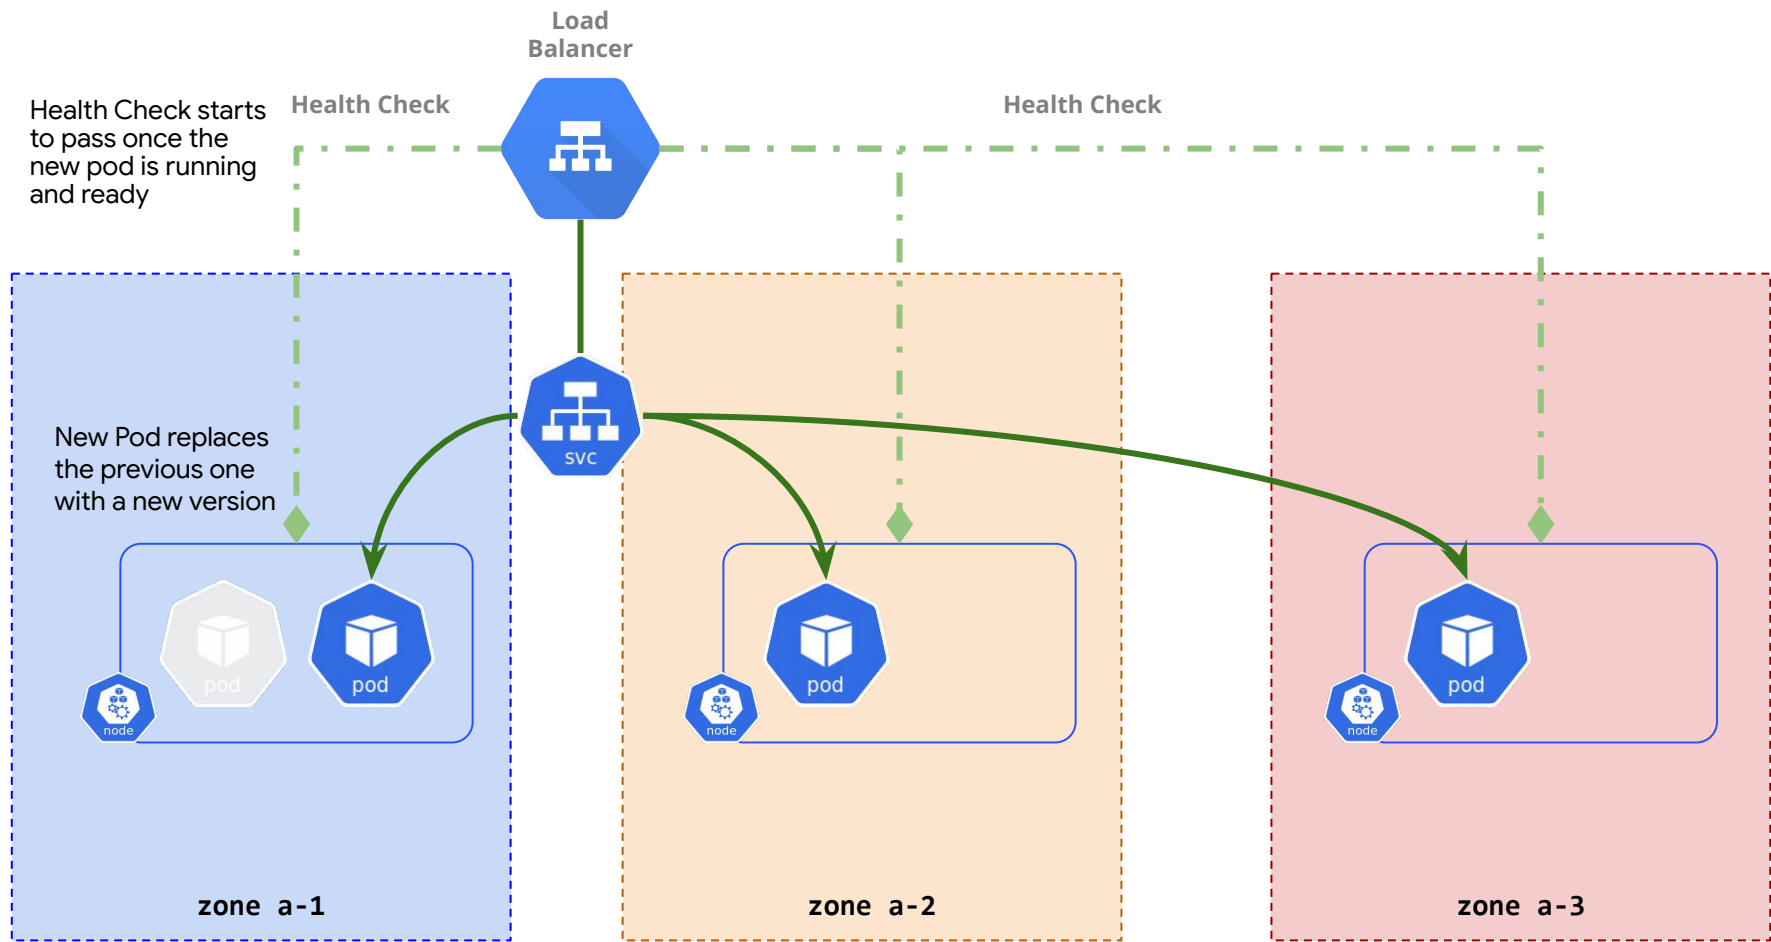 Load
Balancer
Health Check starts
to pass once the
new pod is running
and ready
Health Check
Health Check
svc
New Pod replaces
the previous one
with a new version
pod
pod
node
pod
node
pod
node
zone a-1
zone a-2
zone a-3